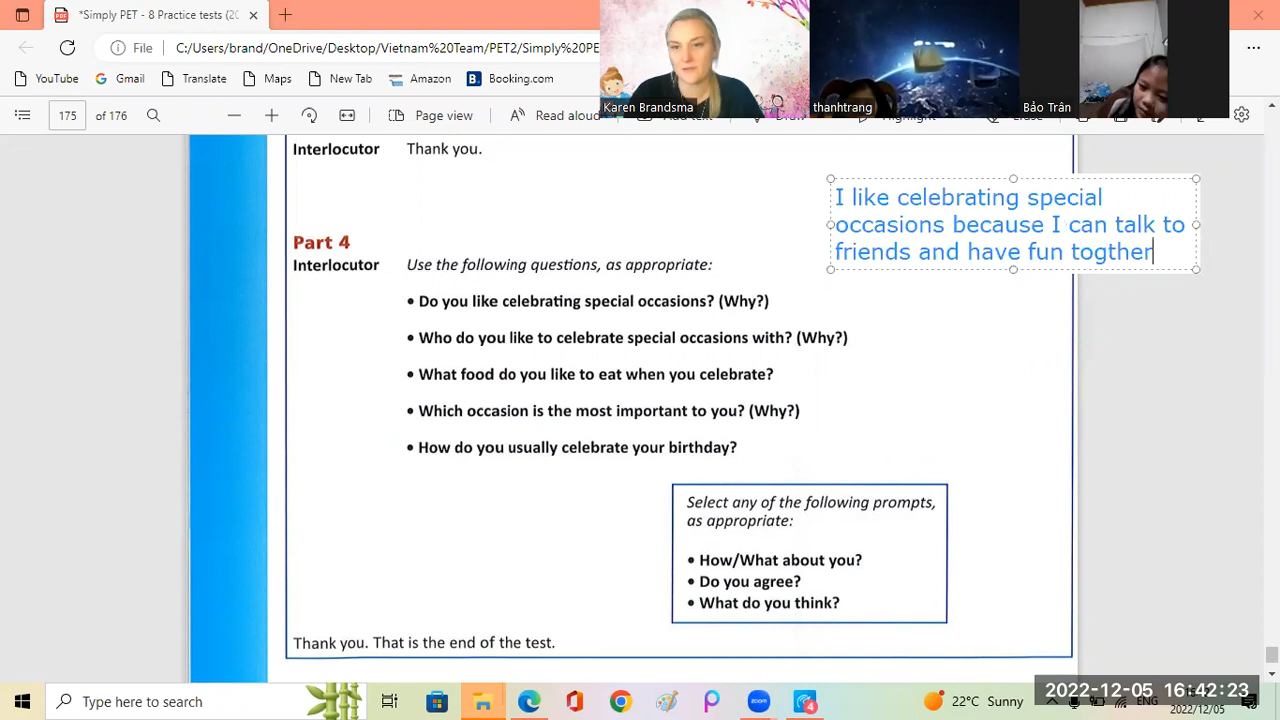 *Simply PET - 8 Practice tests (2(
File
C:/Users/brand/OneDrive/Desktop/Vietnam%20Team/PET2/Simply%20PE
YouTube
Gmail
Translate
Maps
New Tab
Amazon
Booking.com
Karen Brandsma
thanhtrang
Bảo Trân
173 of 176
Page view
Read aloud
Interlocutor Thank you.
I like celebrating special
occasions because I can talk to
friends and have fun togther
Part 4
Interlocutor Use the following questions, as appropriate:
• Do you like celebrating special occasions? (Why?)
• Who do you like to celebrate special occasions with? (Why?)
• What food do you like to eat when you celebrate?
• Which occasion is the most important to you? (Why?)
• How do you usually celebrate your birthday?
Select any of the following prompts,
as appropriate:
• How/What about you?
• Do you agree?
• What do you think?
Thank you. That is the end of the test.
Type here to search
zoom
4
22°C Sunny
ENG
2022-12-05 16:42:23
2022/12/05